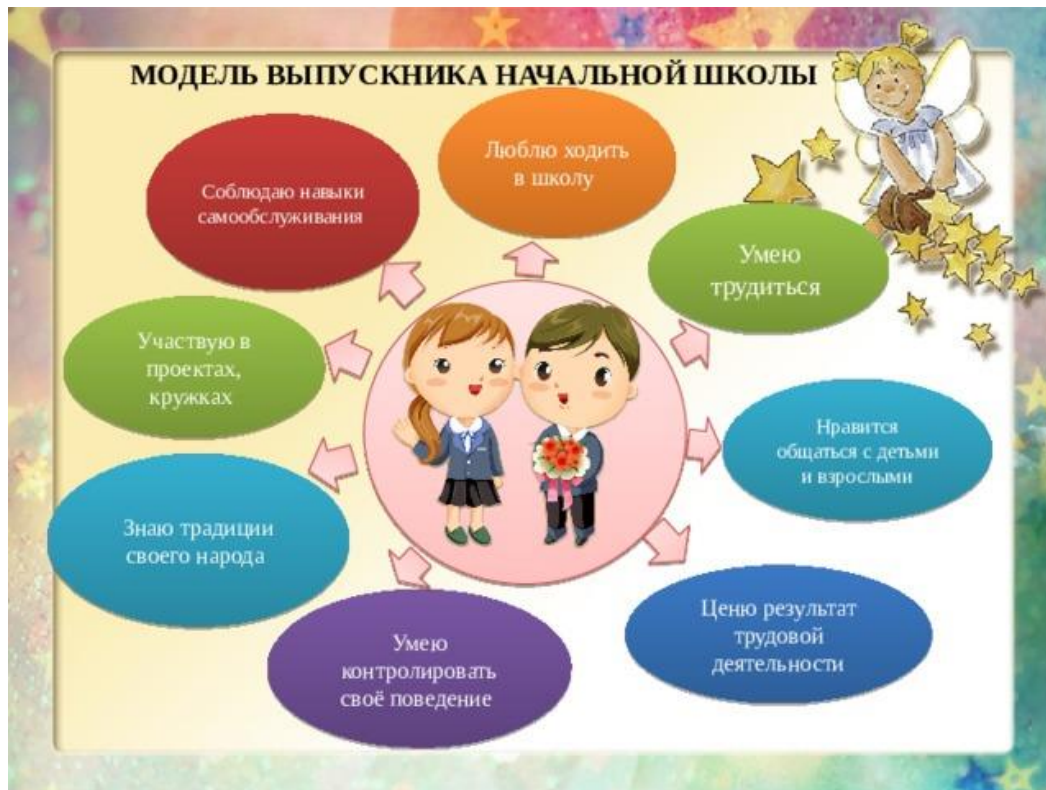 МОДЕЛЬ ВЫПУСКНИКА НАЧАЛЬНОЙ ШКОЛЫ
Люблю ходить
в школу
Умею
трудиться
Нравится
общаться с детьми
и взрослыми
Ценю результат
трудовой
деятельности
Умею
контролировать
своё поведение
Знаю традиции
своего народа
Участвую в
проектах,
кружках
Соблюдаю навыки
самообслуживания